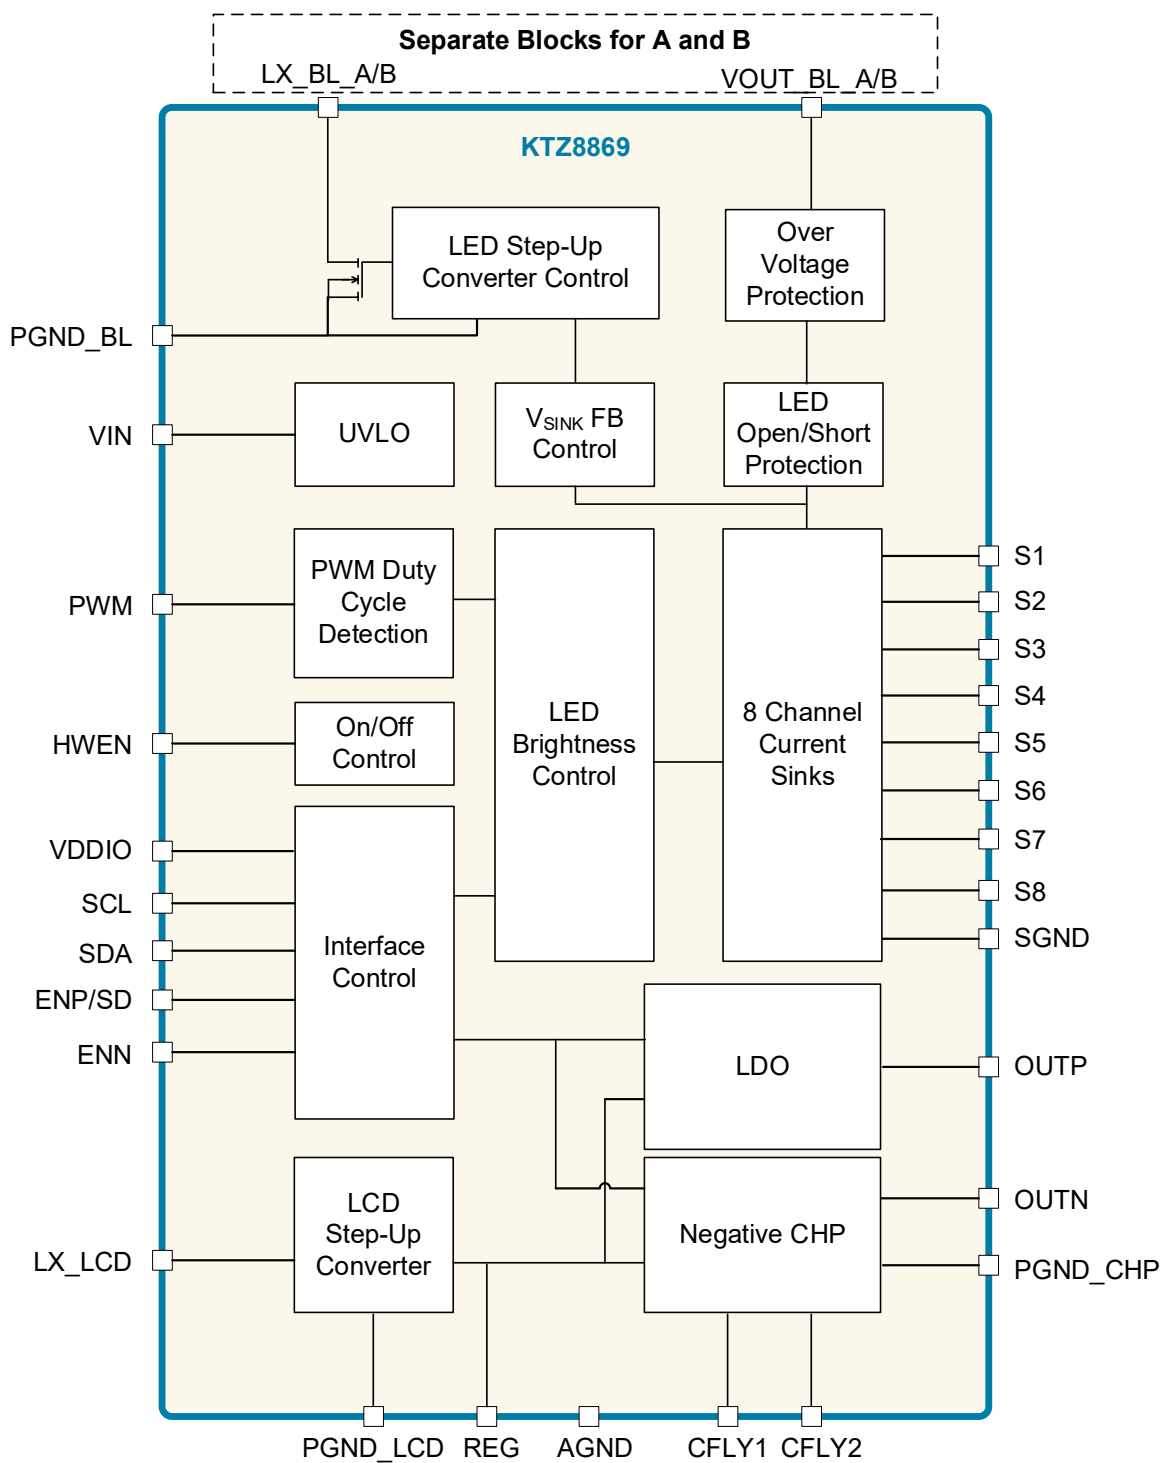 Separate Blocks for A and B
LX_BL_A/B
VOUT_BL_A/B
KTZ8869
LED Step-Up
Converter Control
Over
Voltage
Protection
PGND_BL
VIN
UVLO
VSINK FB
Control
LED
Open/Short
Protection
PWM
PWM Duty
Cycle
Detection
HWEN
On/Off
Control
LED
Brightness
Control
8 Channel
Current
Sinks
S1
S2
S3
S4
S5
S6
S7
S8
SGND
VDDIO
SCL
SDA
ENP/SD
ENN
Interface
Control
LDO
OUTP
LX_LCD
LCD
Step-Up
Converter
Negative CHP
OUTN
PGND_CHP
PGND_LCD
REG
AGND
CFLY1
CFLY2